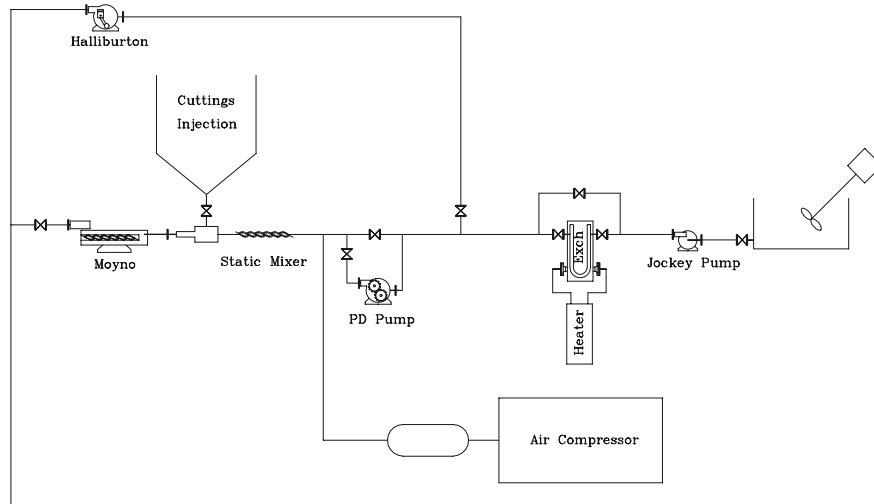 Halliburton
Cuttings
Injection
Moyno
Static Mixer
PD Pump
Exch
Heater
Jockey Pump
Air Compressor